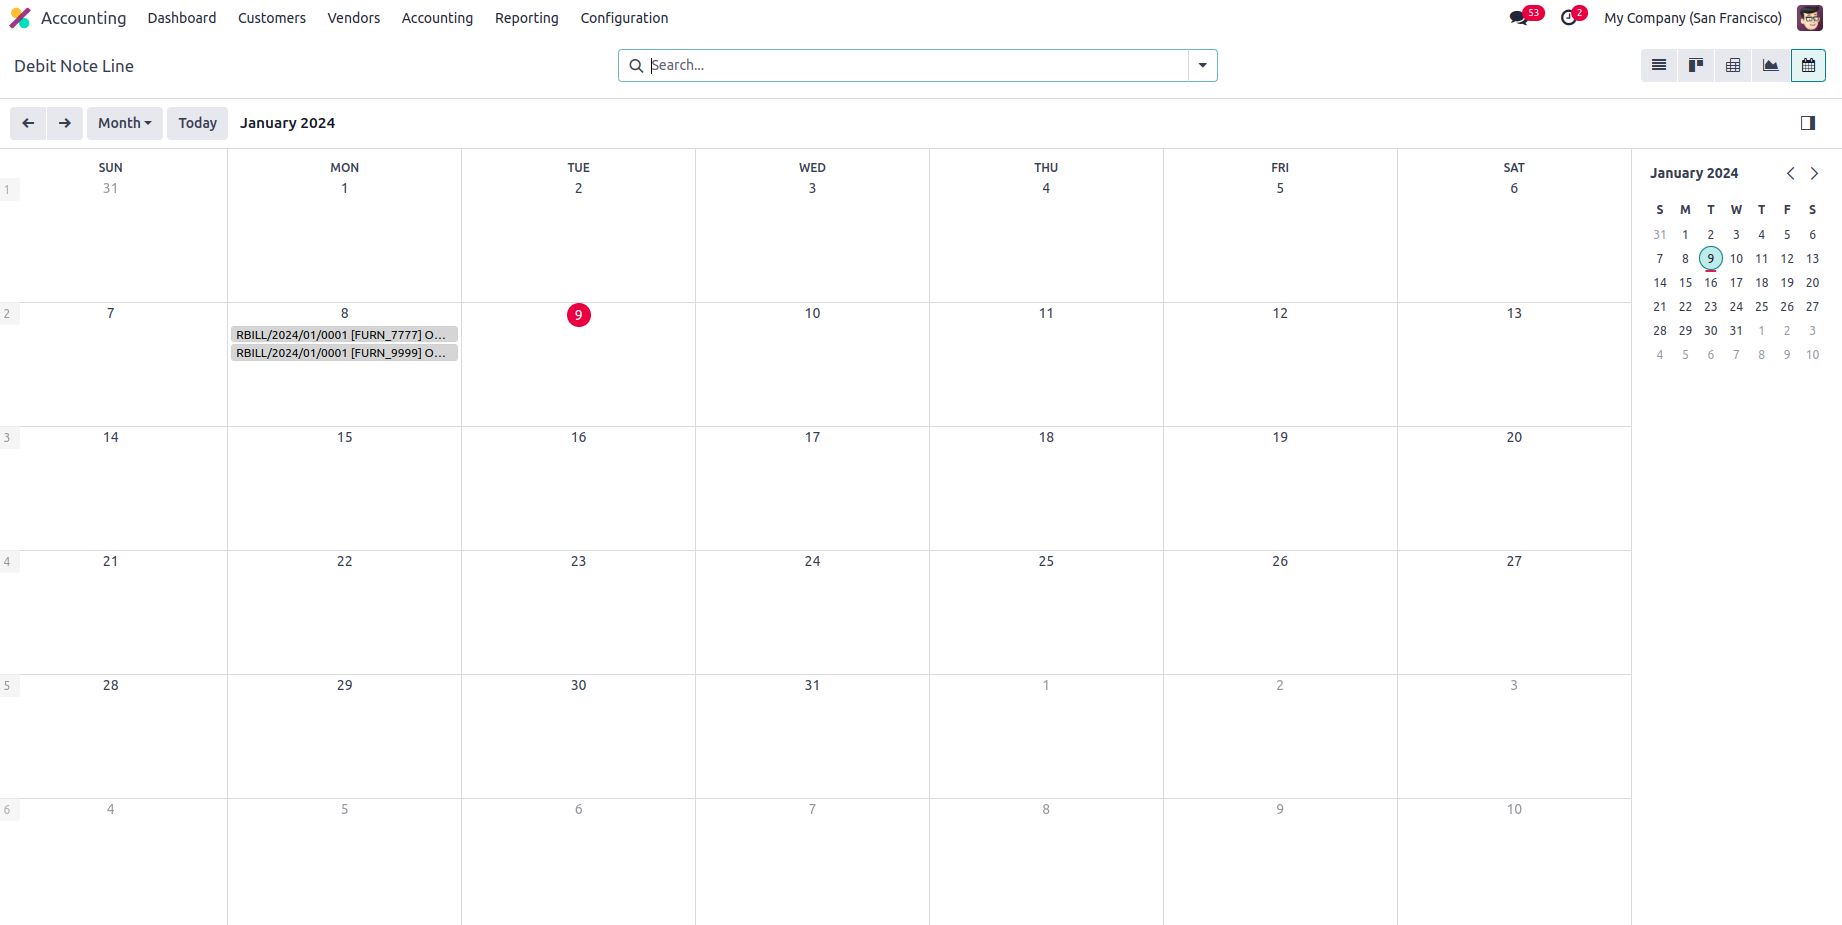 Accounting Dashboard Customers Vendors Accounting Reporting Configuration 53 2 My Company (San Francisco)
Debit Note Line Search...
Month Today January 2024
SUN MON TUE WED THU FRI SAT
1 31 1 2 3 4 5 6
2 7 8 9 10 11 12 13
RBILL/2024/01/0001 [FURN_7777] O...
RBILL/2024/01/0001 [FURN_9999] O...
3 14 15 16 17 18 19 20
4 21 22 23 24 25 26 27
5 28 29 30 31 1 2 3
6 4 5 6 7 8 9 10
January 2024
S M T W T F S
31 1 2 3 4 5 6
7 8 9 10 11 12 13
14 15 16 17 18 19 20
21 22 23 24 25 26 27
28 29 30 31 1 2 3
4 5 6 7 8 9 10